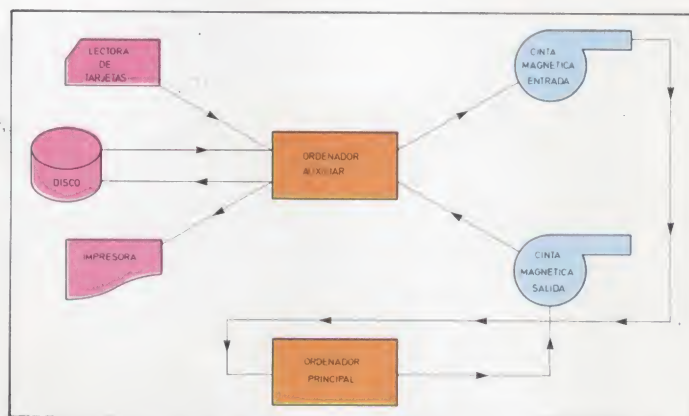 LECTORA
DE
TARJETAS
DISCO
IMPRESORA
ORDENADOR
AUXILIAR
CINTA
MAGNETICA
ENTRADA
CINTA
MAGNETICA
SALIDA
ORDENADOR
PRINCIPAL